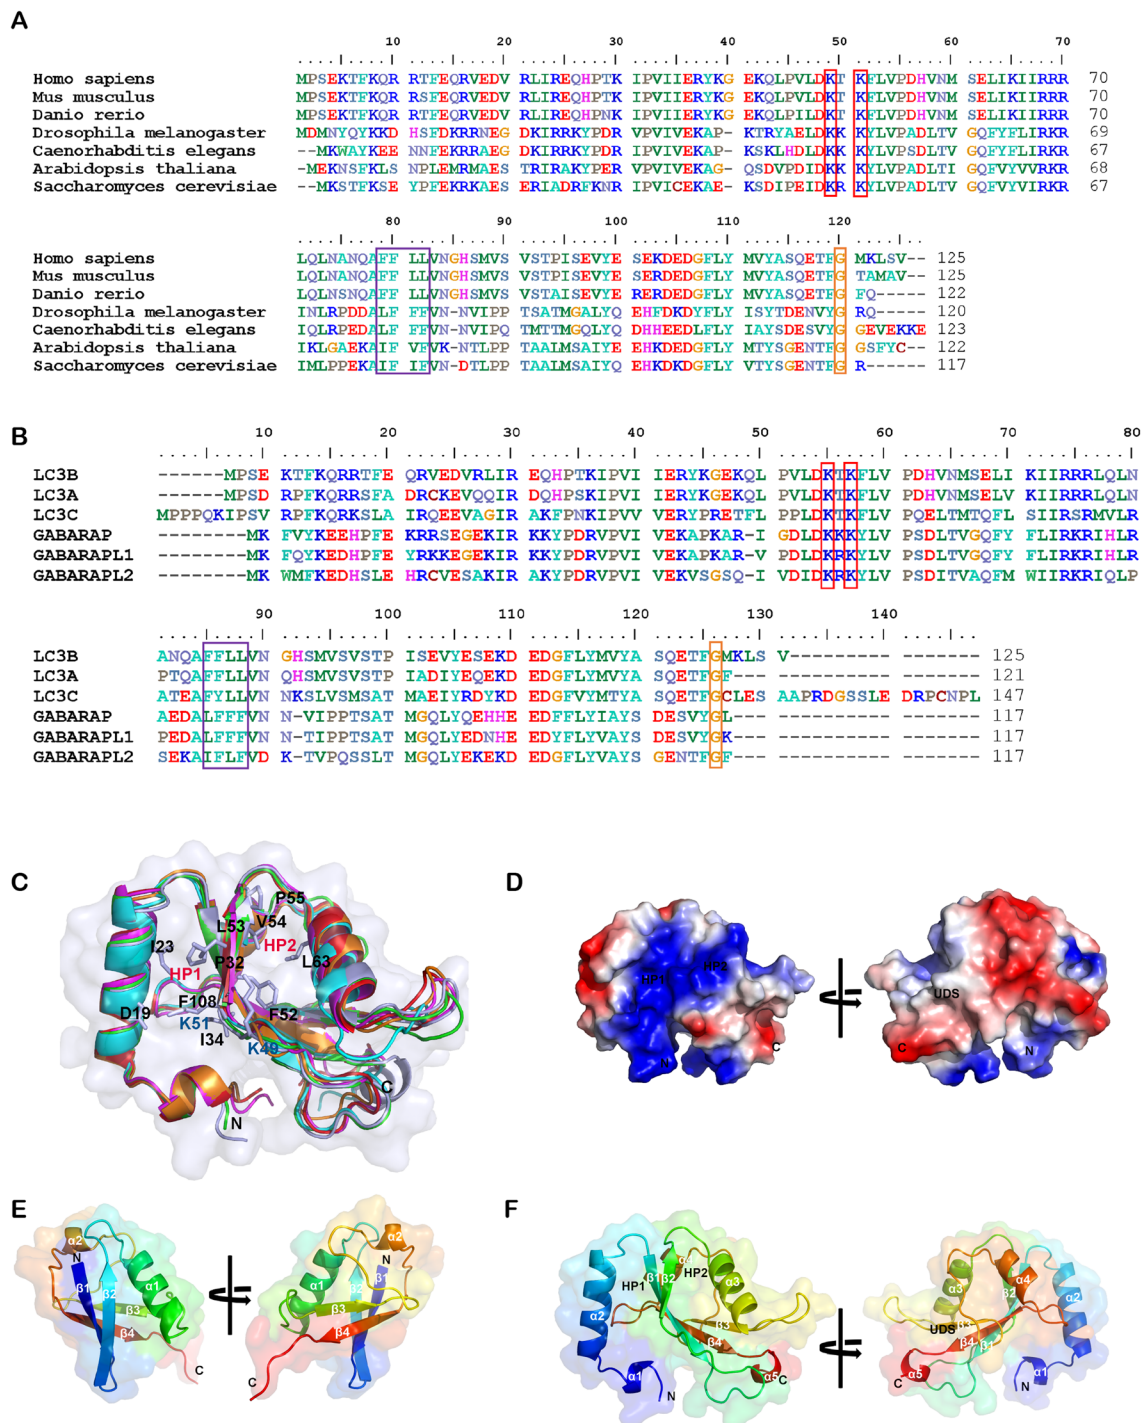 A
10 20 30 40 50 60 70
Homo sapiens MPSEKTFKQR RTFEQRVEDV RLIREQHPTK IPVIIERYKG EKQLPVLDKT KFLVPDHVNM SELIKIIRRR 70
Mus musculus MPSEKTFKQR RSFEQRVEDV RLIREQHPTK IPVIIERYKG EKQLPVLDKT KFLVPDHVNM SELIKIIRRR 70
Danio rerio MPSEKTFKQR RTFEQRVEDV RLIREQHPTK IPVIIERYKG EKQLPILDKT KFLVPDHVNM SELIKIIRRR 70
Drosophila melanogaster MDMNYQYKKD HSFDKRRNEG DKIRRKYPDR VPVIVEKAP- KTRYAELDKK KYLVPADLTV GQFYFLIRKR 69
Caenorhabditis elegans --MKWAYKEE NNFEKRRAEG DKIRRKYPDR IPVIVEKAP- KSKLHDLDKK KYLVPSDLTV GQFYFLIRKR 67
Arabidopsis thaliana -MEKNSFKLS NPLEMRMAES TRIRAKYPER VPVIVEKAE- KSDVPDIDKK KYLVPADLTI GQFVYVVRKR 68
Saccharomyces cerevisiae --MKSTFKSE YPFEKRKAES ERIADRFKNR IPVICEKAEG QSDIPEIDKR KYLVPADLTG GQFVYVIRKR 67
80 90 100 110 120
Homo sapiens LQLNANQAFF LLVNGHSMVS VSTPISEVYE SEKDEDGFLY MVYASQETFG MKLSV-- 125
Mus musculus LQLNANQAFF LLVNGHSMVS VSTPISEVYE SEKDEDGFLY MVYASQETFG TAMAV-- 125
Danio rerio LQLNSNQAFF LLVNGHSMVS VSTAISEVYE RERDEDGFLY MVYASQETFG FQ----- 122
Drosophila melanogaster INLRPDDALF FFVN-NVIPP TSATMGALYQ EHFDKDYFLY ISYTDENVYG RQ----- 120
Caenorhabditis elegans IQLRPEDALF FFVN-NVIPQ TMTTMGQLYQ DHHEEDLFLY IAYSDESVYG GEVEKKE 123
Arabidopsis thaliana IKLGAEKAIF VFVK-NTLPP TAALMSAIYE EHKDEDGFLY MTYSGENTFG GSFYC-- 122
Saccharomyces cerevisiae IMLPPEKAIF IFVN-DTLPP TAALMSAIYQ EHKDKDGFLY VTYSGENTFG R------ 117
B
10 20 30 40 50 60 70 80
LC3B ------MPSE KTFKQRRTFE QRVEDVRLIR EQHPTKIPVI IERYKGEKQL PVLDKTKFLV PDHVNMSELI KIIRRRLQLN
LC3A ------MPSD RPFKQRRSFA DRCKEVQQIR DQHPSKIPVI IERYKGEKQL PVLDKTKFLV PDHVNMSELV KIIRRRLQLN
LC3C MPPPQKIPSV RPFKQRKSLA IRQEEVAGIR AKFPNKIPVV VERYPRETFL PPLDKTKFLV PQELTMTQFL SIIRSRMVLR
GABARAP --------MK FVYKEEHPFE KRRSEGEKIR KKYPDRVPVI VEKAPKAR-I GDLDKKKYLV PSDLTVGQFY FLIRKRIHLR
GABARAPL1 --------MK FQYKEDHPFE YRKKEGEKIR KKYPDRVPVI VEKAPKAR-V PDLDKRKYLV PSDLTVGQFY FLIRKRIHLR
GABARAPL2 --------MK WMFKEDHSLE HRCVESAKIR AKYPDRVPVI VEKVSGSQ-I VDIDKRKYLV PSDITVAQFM WIIRKRIQLP
90 100 110 120 130 140
LC3B ANQAFFLLVN GHSMVSVSTP ISEVYESEKD EDGFLYMVYA SQETFGMKLS V---- ---------- ------- 125
LC3A PTQAFFLLVN QHSMVSVSTP IADIYEQEKD EDGFLYMVYA SQETFGF--- ---------- ---------- ------- 121
LC3C ATEAFYLLVN NKSLVSMSAT MAEIYRDYKD EDGFVYMTYA SQETFGCLES AAPRDGSSLE DRPCNPL 147
GABARAP AEDALFFFVN N-VIPPTSAT MGQLYQEHHE EDFFLYIAYS DESVYGL--- ---------- ------- 117
GABARAPL1 PEDALFFFVN N-TIPPTSAT MGQLYEDNHE EDYFLYVAYS DESVYGK--- ---------- ------- 117
GABARAPL2 SEKAIFLFVD K-TVPQSSLT MGQLYEKEKD EDGFLYVAYS GENTFGF--- ---------- ------- 117
C
P55
L53 V54
I23 HP2
HP1 P32 L63
F108
D19 K51 F52
I34 K49
C
N
D
HP1 HP2
N C
UDS
C N
E
α2
N
β1 β2 α1
β3
β4
C
α2
N
α1 β2 β1
β3
β4
C
F
α4
HP1 β1 β2 HP2
α2 α3
β3
β4
α1 α5 C
N
α3 α4
β2 α2
UDS β3
β4 β1
C α5 α1
N